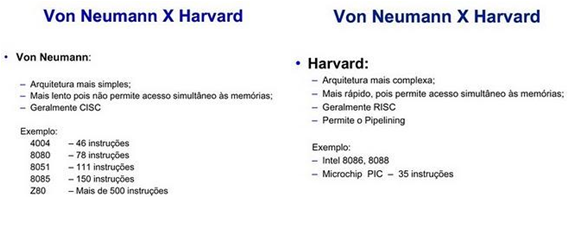 Von Neumann X Harvard
• Von Neumann:
– Arquitetura mais simples;
– Mais lento pois não permite acesso simultâneo às memórias;
– Geralmente CISC
Exemplo:
4004 – 46 instruções
8080 – 78 instruções
8051 – 111 instruções
8085 – 150 instruções
Z80 – Mais de 500 instruções
Von Neumann X Harvard
• Harvard:
– Arquitetura mais complexa;
– Mais rápido, pois permite acesso simultâneo às memórias;
– Geralmente RISC
– Permite o Pipelining
Exemplo:
– Intel 8086, 8088
– Microchip PIC – 35 instruções